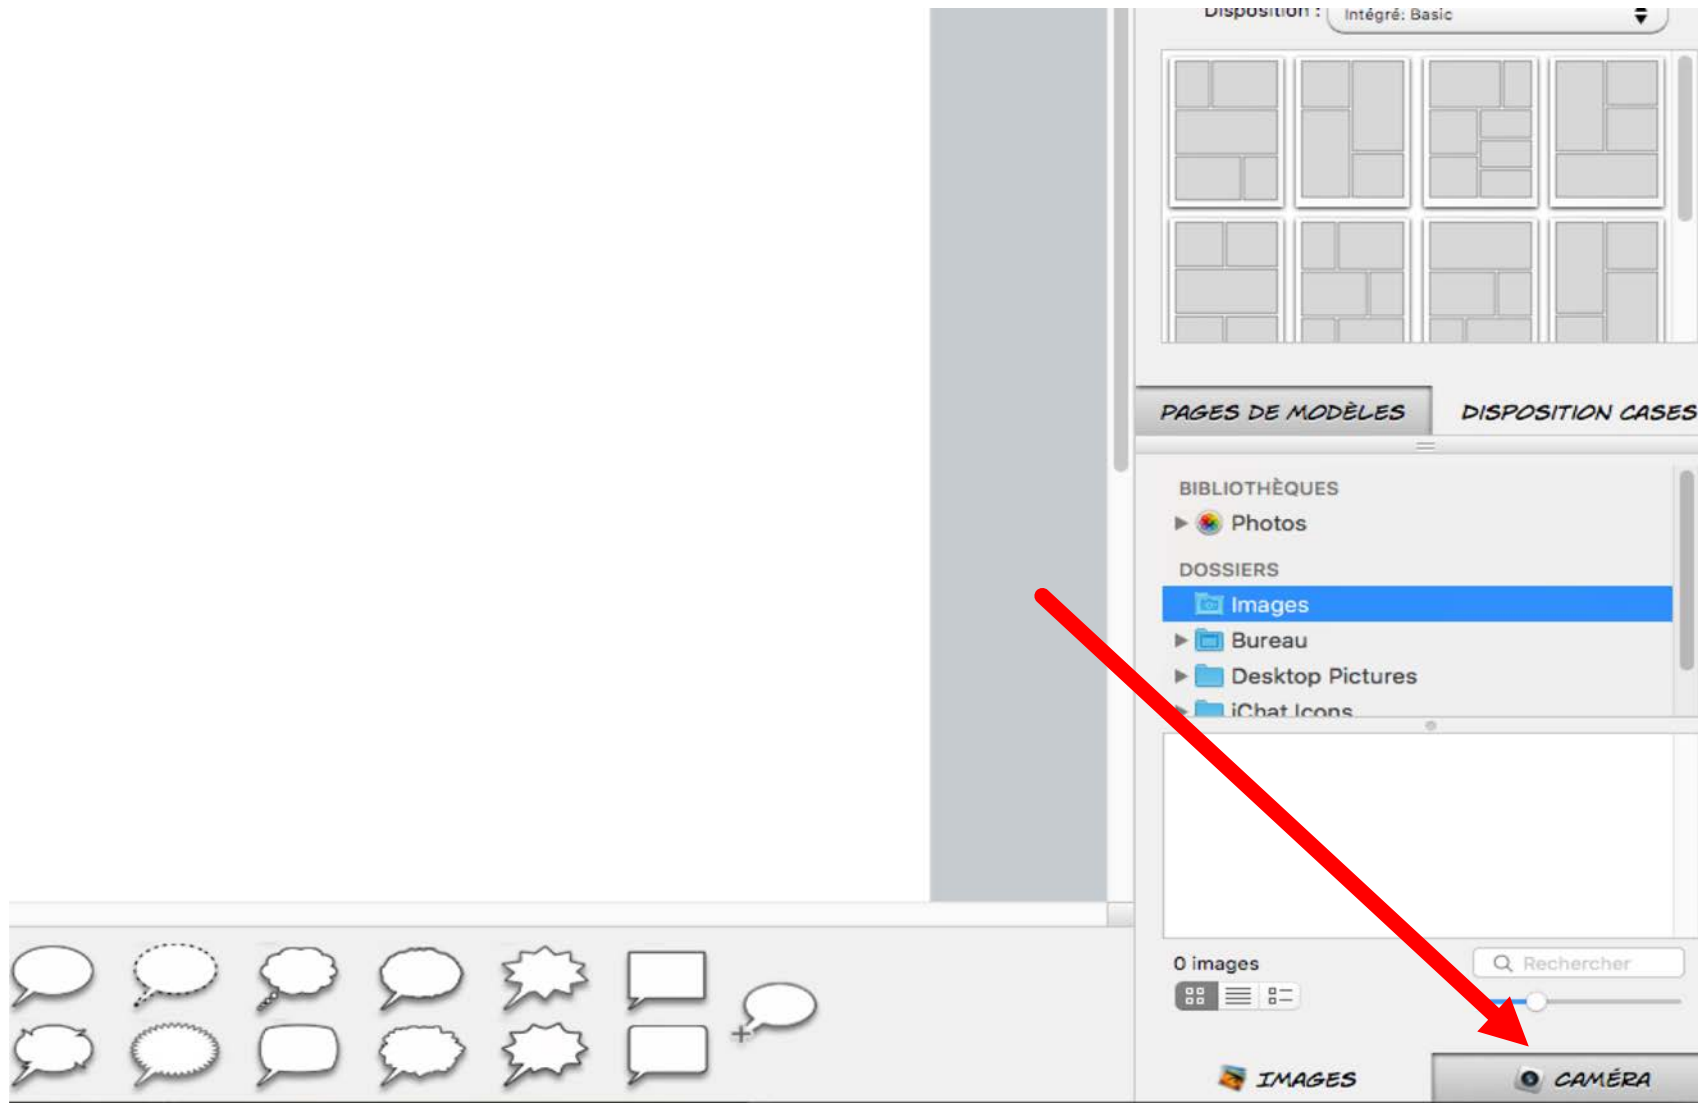 Disposition : Intégré: Basic
PAGES DE MODÈLES DISPOSITION CASES
BIBLIOTHÈQUES
Photos
DOSSIERS
Images
Bureau
Desktop Pictures
iChat Icons
0 images Rechercher
IMAGES CAMÉRA